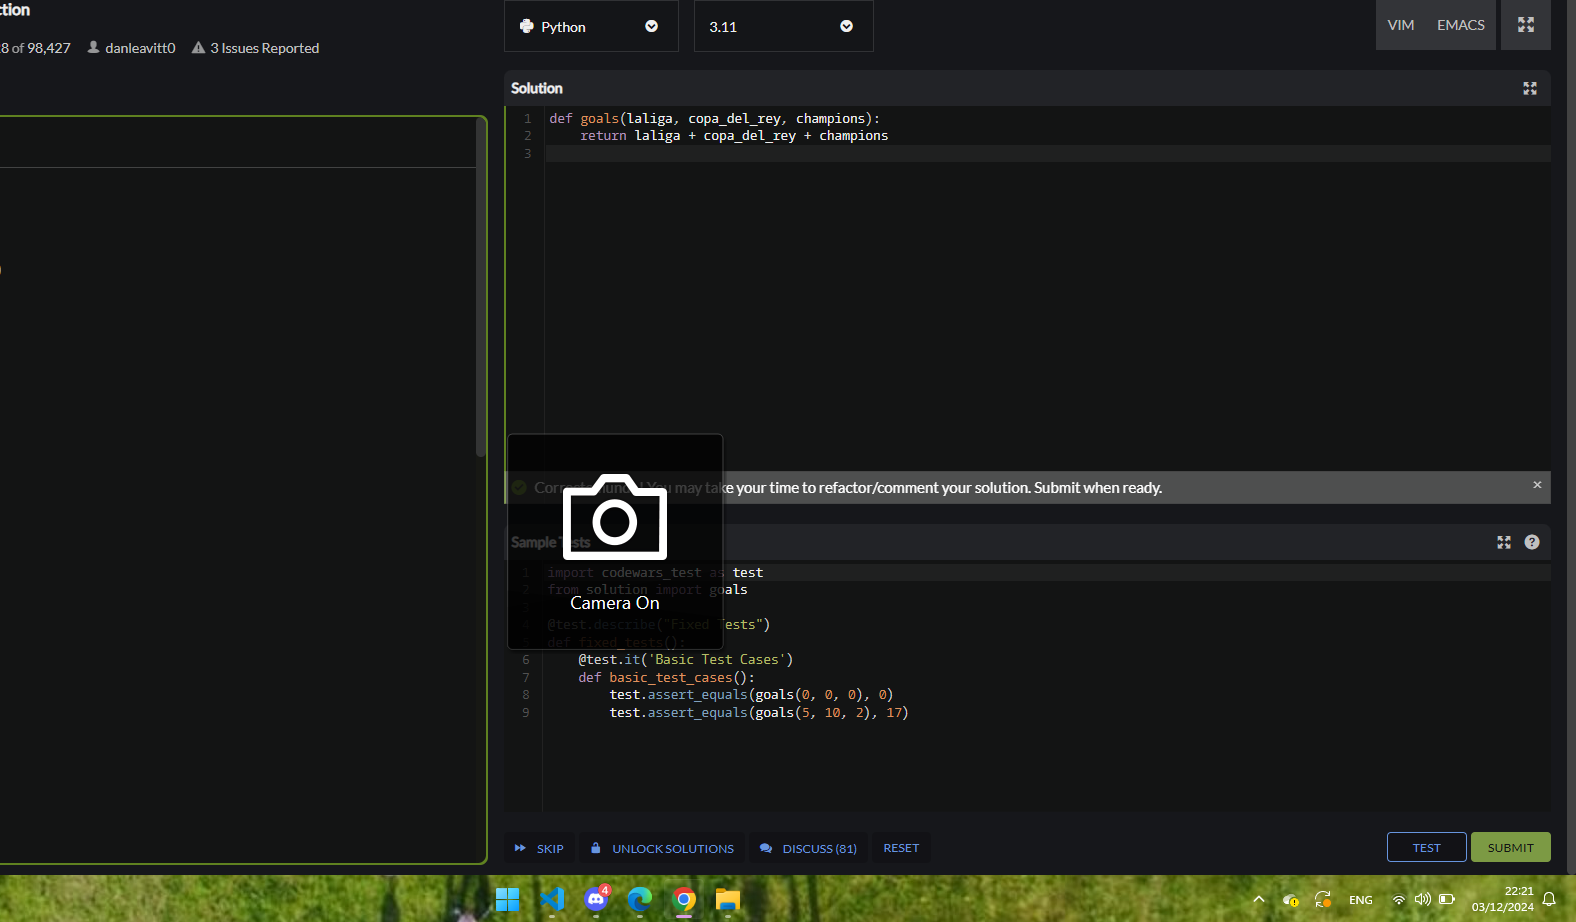 ction
8 of 98,427 danleavitt0 3 Issues Reported
Python
3.11
VIM EMACS
Solution
1 def goals(laliga, copa_del_rey, champions):
2 return laliga + copa_del_rey + champions
3
You may take your time to refactor/comment your solution. Submit when ready.
Sample Tests
Camera On
1 import codewars_test as test
2 from solution import goals
4 @test.describe("Fixed Tests")
5 def fixed_tests():
6 @test.it('Basic Test Cases')
7 def basic_test_cases():
8 test.assert_equals(goals(0, 0, 0), 0)
9 test.assert_equals(goals(5, 10, 2), 17)
SKIP UNLOCK SOLUTIONS DISCUSS (81) RESET TEST SUBMIT
4
ENG
22:21
03/12/2024